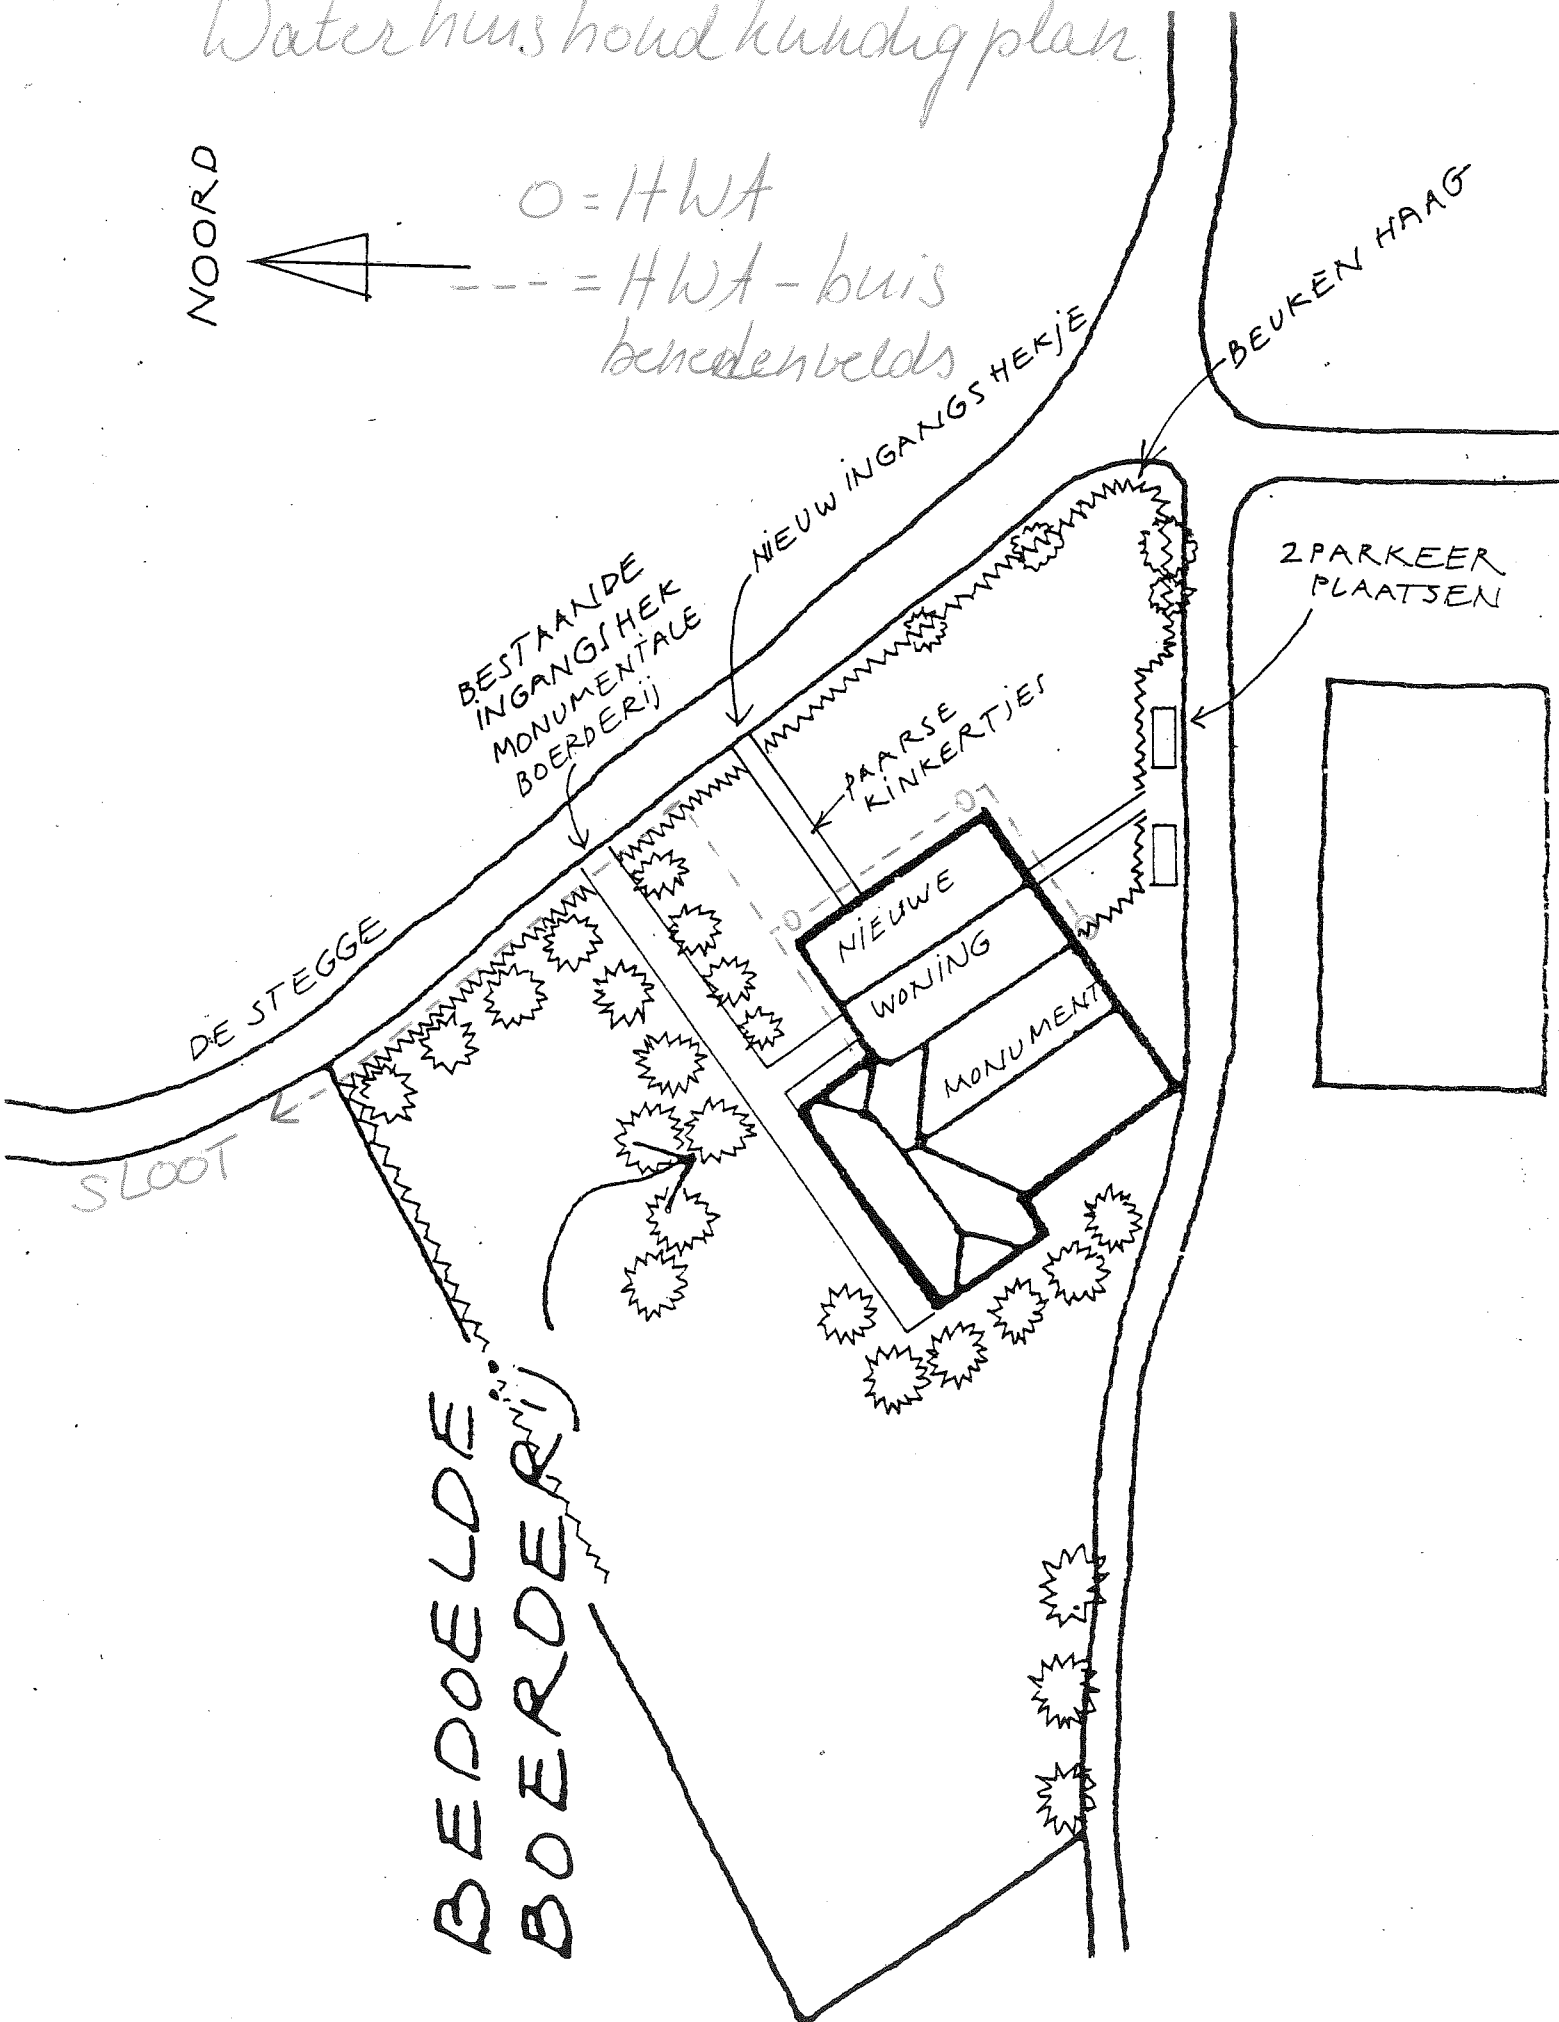 Waterhuishoudkundig plan
NOORD
O = HWA
---- = HWA - buis
benedenvelds
BEUKEN HAAG
NIEUW INGANGSHEKJE
BESTAANDE
INGANGSHEK
MONUMENTALE
BOERDERIJ
2 PARKEER
PLAATSEN
PAARSE
KINKERTJES
DE STEGGE
NIEUWE
WONING
MONUMENT
SLOOT
BEDOELDE
BOERDERIJ